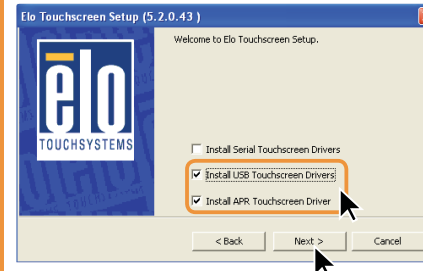 Elo Touchscreen Setup (5.2.0.43 )
Welcome to Elo Touchscreen Setup.
elo
TOUCHSYSTEMS
Install Serial Touchscreen Drivers
Install USB Touchscreen Drivers
Install APR Touchscreen Driver
< Back
Next >
Cancel